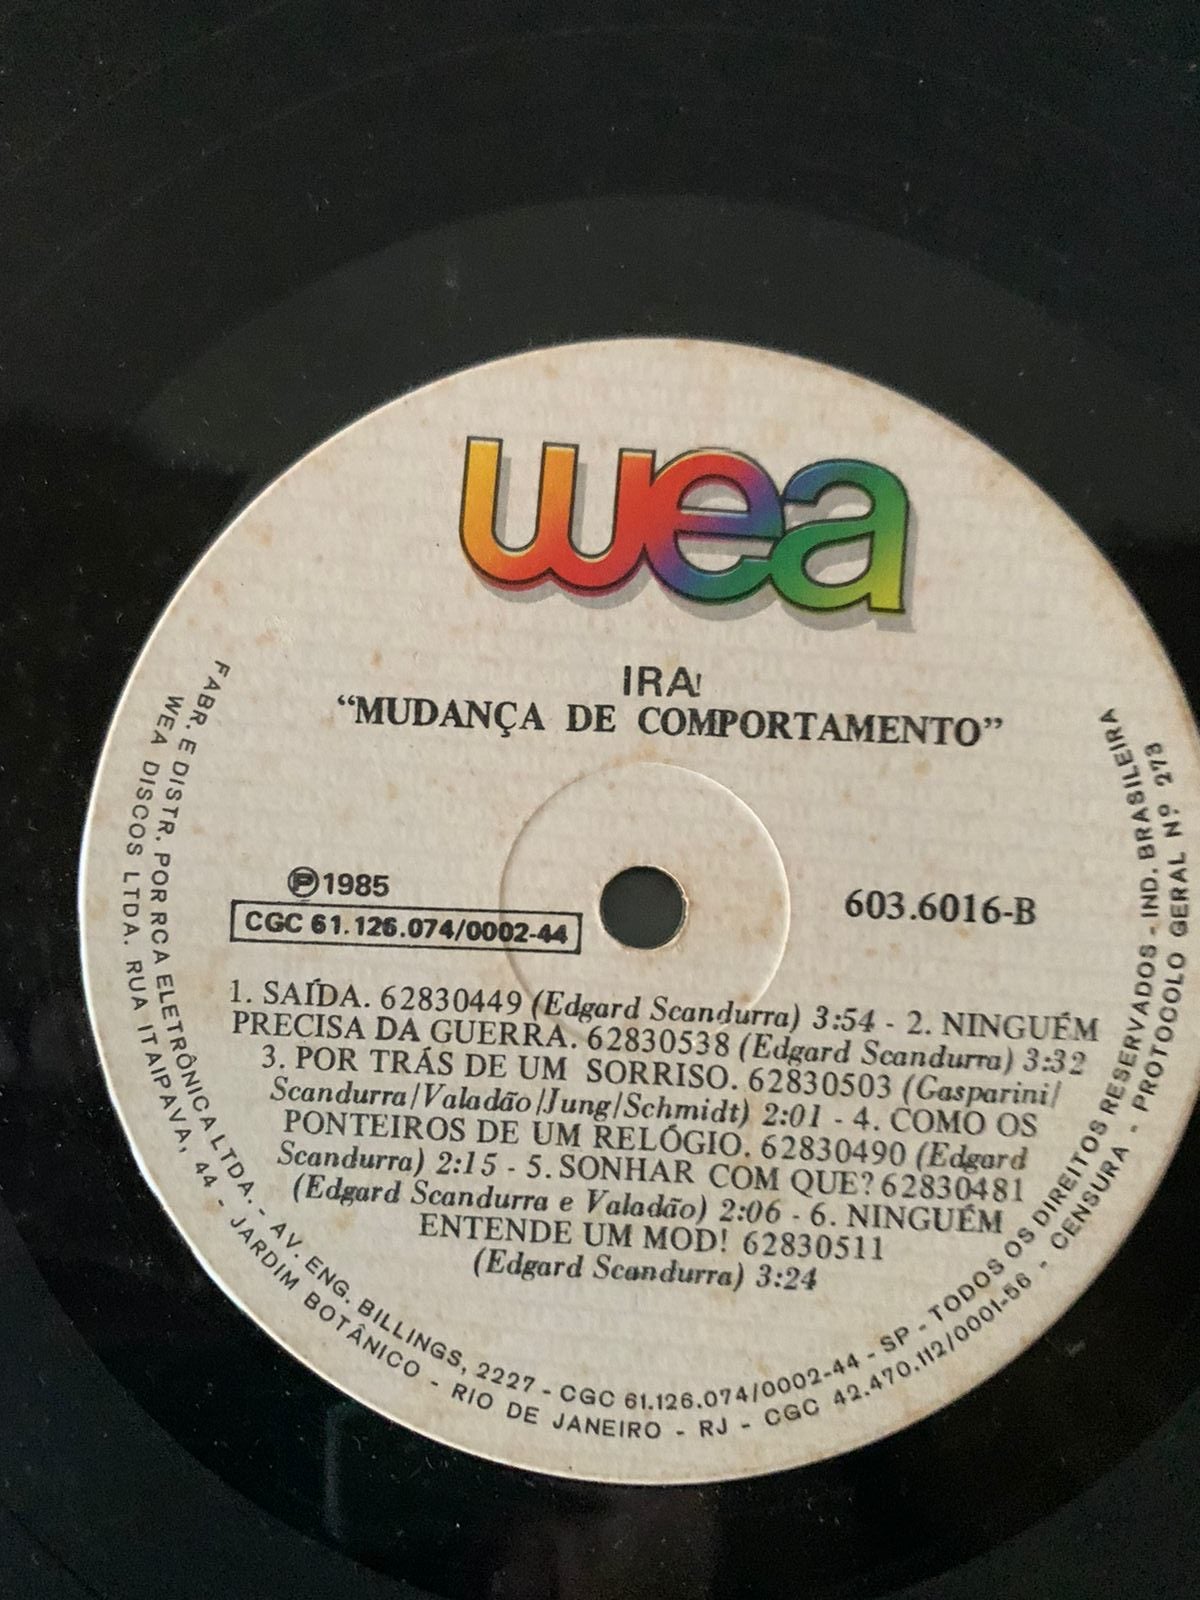 wea
IRA!
“MUDANÇA DE COMPORTAMENTO”
Ⓟ1985
CGC 61.126.074/0002-44
603.6016-B
1. SAÍDA. 62830449 (Edgard Scandurra) 3:54 - 2. NINGUÉM
PRECISA DA GUERRA. 62830538 (Edgard Scandurra) 3:32
3. POR TRÁS DE UM SORRISO. 62830503 (Gasparini/
Scandurra/Valadão/Jung/Schmidt) 2:01 - 4. COMO OS
PONTEIROS DE UM RELÓGIO. 62830490 (Edgard
Scandurra) 2:15 - 5. SONHAR COM QUE? 62830481
(Edgard Scandurra e Valadão) 2:06 - 6. NINGUÉM
ENTENDE UM MOD! 62830511
(Edgard Scandurra) 3:24
FABR. E DISTR. POR RCA ELETRÔNICA LTDA. - AV. ENG. BILLINGS, 2227 - CGC 61.126.074/0002-44 - SP - TODOS OS DIREITOS RESERVADOS - IND. BRASILEIRA
WEA DISCOS LTDA. RUA ITAIPAVA, 44 - JARDIM BOTÂNICO - RIO DE JANEIRO - RJ - CGC 42.470.112/0001-56 - CENSURA - PROTOCOLO GERAL Nº 273